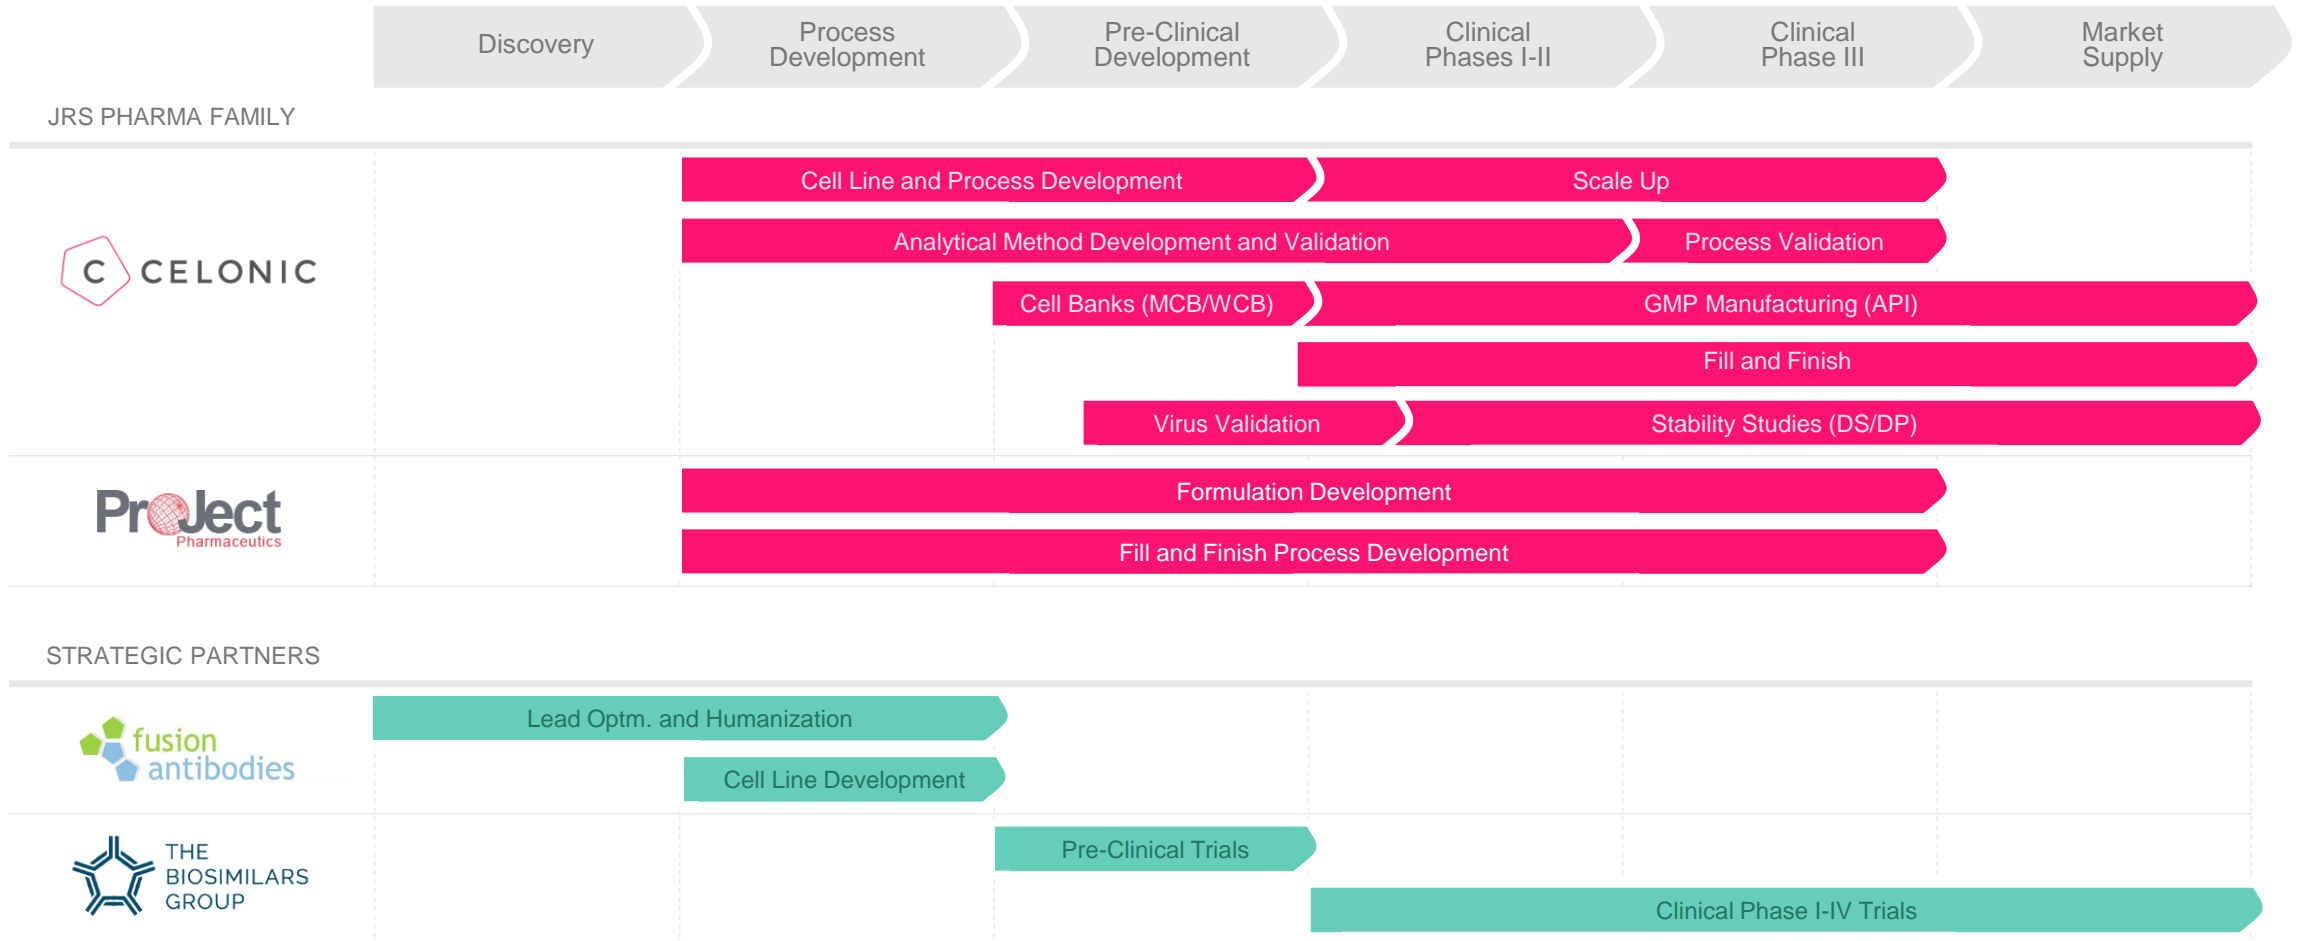 Discovery
Process
Development
Pre-Clinical
Development
Clinical
Phases I-II
Clinical
Phase III
Market
Supply
JRS PHARMA FAMILY
Cell Line and Process Development
Scale Up
Analytical Method Development and Validation
Process Validation
C CELONIC
Cell Banks (MCB/WCB)
GMP Manufacturing (API)
Fill and Finish
Virus Validation
Stability Studies (DS/DP)
ProJect
Pharmaceutics
Formulation Development
Fill and Finish Process Development
STRATEGIC PARTNERS
fusion
antibodies
Lead Optm. and Humanization
Cell Line Development
THE
BIOSIMILARS
GROUP
Pre-Clinical Trials
Clinical Phase I-IV Trials